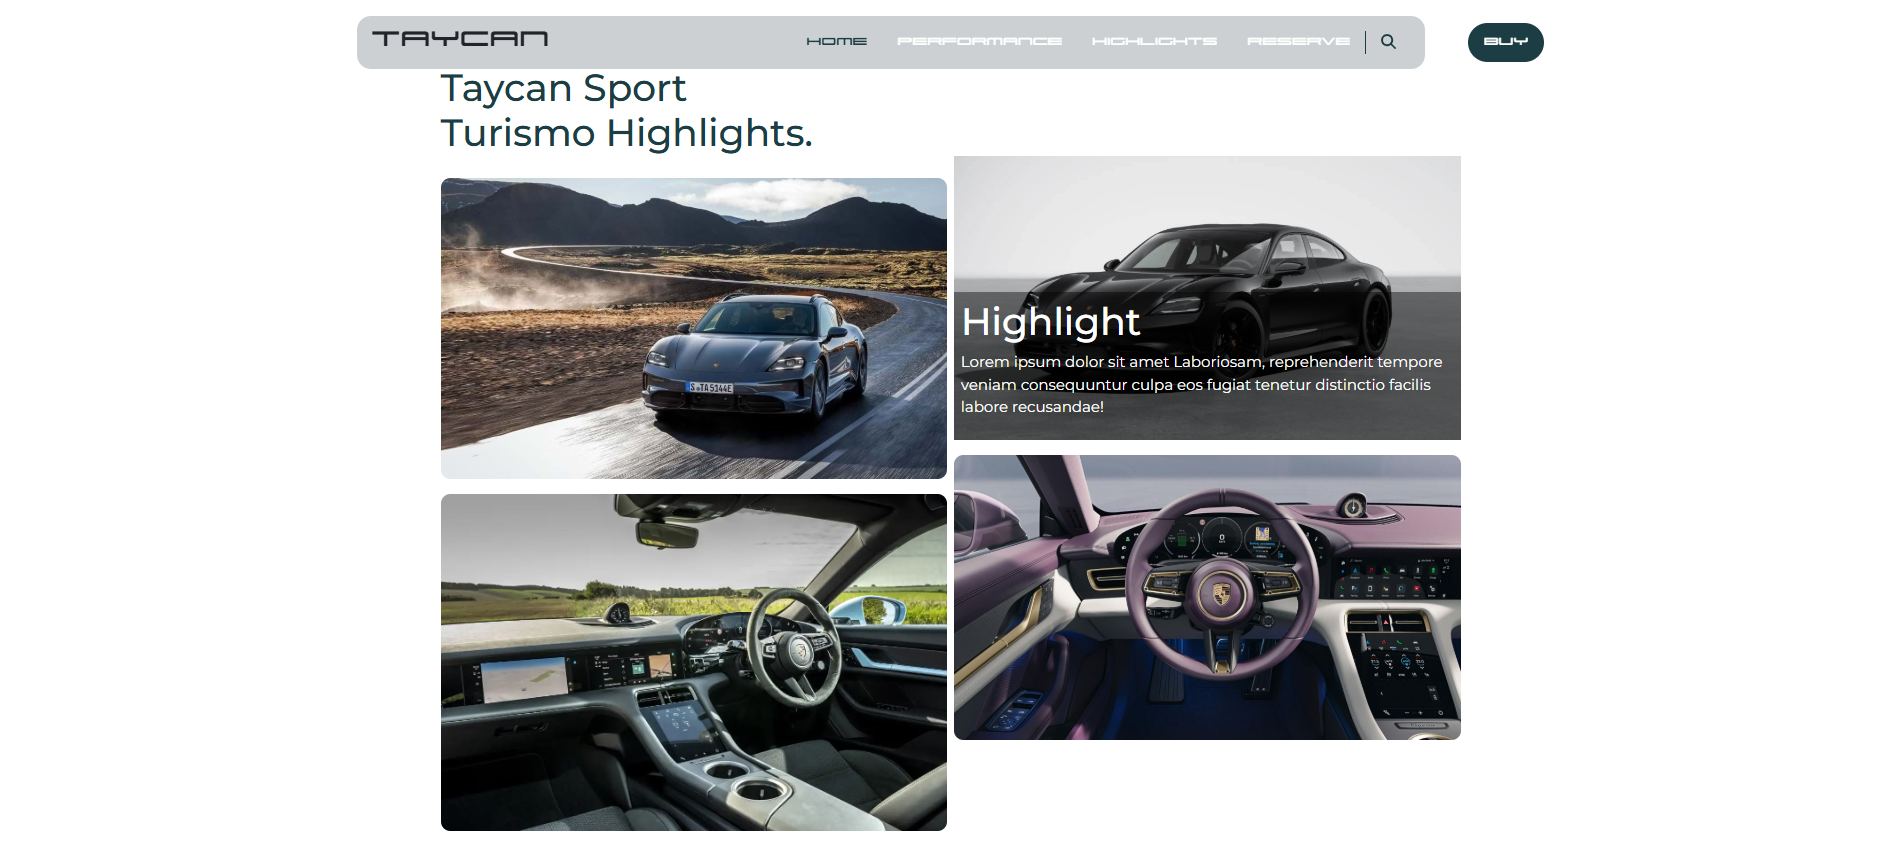 TAYCAN
HOME PERFORMANCE HIGHLIGHTS RESERVE
BUY
Taycan Sport
Turismo Highlights.
S TA 5144E
Highlight
Lorem ipsum dolor sit amet Laboriosam, reprehenderit tempore
veniam consequuntur culpa eos fugiat tenetur distinctio facilis
labore recusandae!